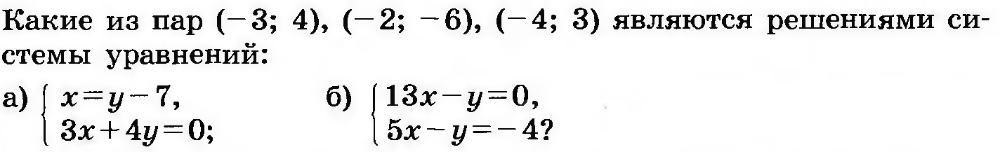 Какие из пар (−3; 4), (−2; −6), (−4; 3) являются решениями си-
стемы уравнений:
а) { x=y−7, б) { 13x−y=0,
3x+4y=0; 5x−y=−4?